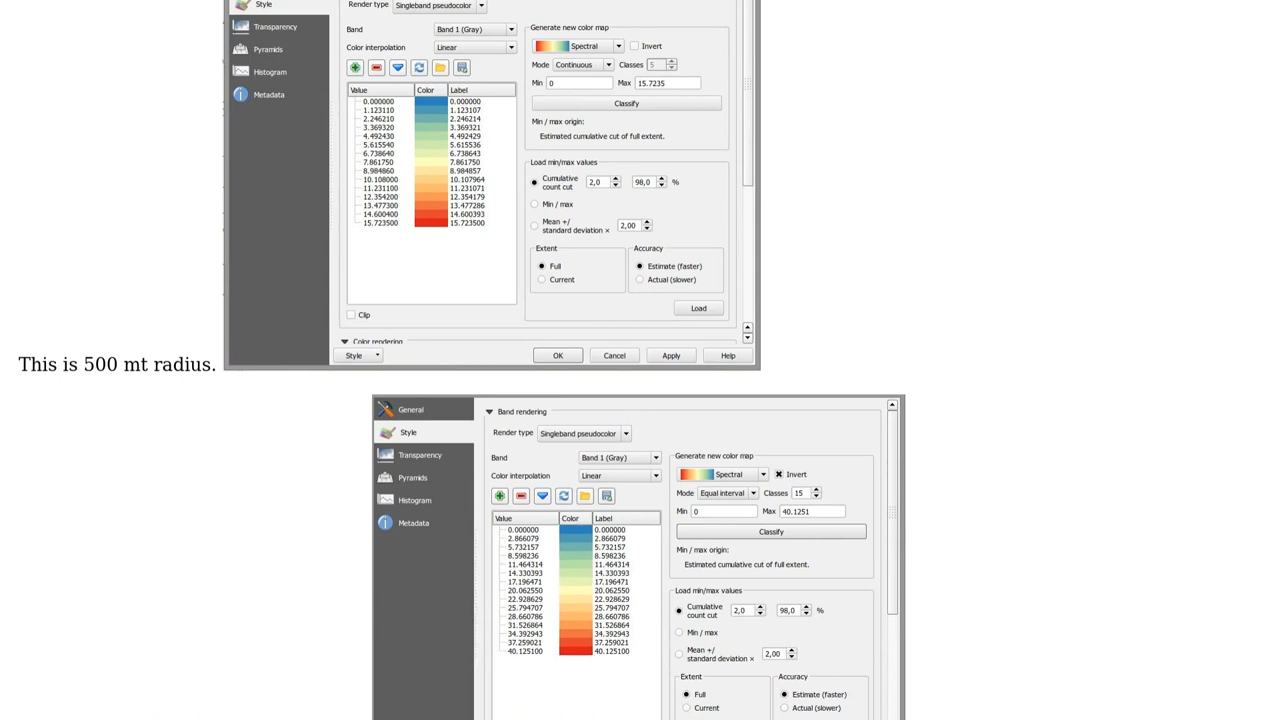 Style
Render type Singleband pseudocolor
Transparency
Band Band 1 (Gray) Generate new color map
Color interpolation Linear Spectral Invert
Pyramids
Mode Continuous Classes 5
Histogram
Min 0 Max 15.7235
Metadata
Value Color Label
Classify
0.000000 0.000000
1.123110 1.123107
2.246210 2.246214
Min / max origin:
3.369320 3.369321
4.492430 4.492429
Estimated cumulative cut of full extent.
5.615540 5.615536
6.738640 6.738643
7.861750 7.861750
Load min/max values
8.984860 8.984857
10.108000 10.107964
Cumulative count cut 2,0 98,0 %
11.231100 11.231071
12.354200 12.354179
13.477300 13.477286
Min / max
14.600400 14.600393
15.723500 15.723500
Mean +/ standard deviation × 2,00
Extent Accuracy
Full Estimate (faster)
Current Actual (slower)
Load
Clip
Color rendering
Style OK Cancel Apply Help
This is 500 mt radius.
General
Band rendering
Style
Render type Singleband pseudocolor
Transparency
Band Band 1 (Gray) Generate new color map
Color interpolation Linear Spectral Invert
Pyramids
Mode Equal interval Classes 15
Histogram
Min 0 Max 40.1251
Metadata
Value Color Label
Classify
0.000000 0.000000
2.866079 2.866079
5.732157 5.732157
Min / max origin:
8.598236 8.598236
11.464314 11.464314
Estimated cumulative cut of full extent.
14.330393 14.330393
17.196471 17.196471
20.062550 20.062550
Load min/max values
22.928629 22.928629
25.794707 25.794707
Cumulative count cut 2,0 98,0 %
28.660786 28.660786
31.526864 31.526864
34.392943 34.392943
Min / max
37.259021 37.259021
40.125100 40.125100
Mean +/ standard deviation × 2,00
Extent Accuracy
Full Estimate (faster)
Current Actual (slower)